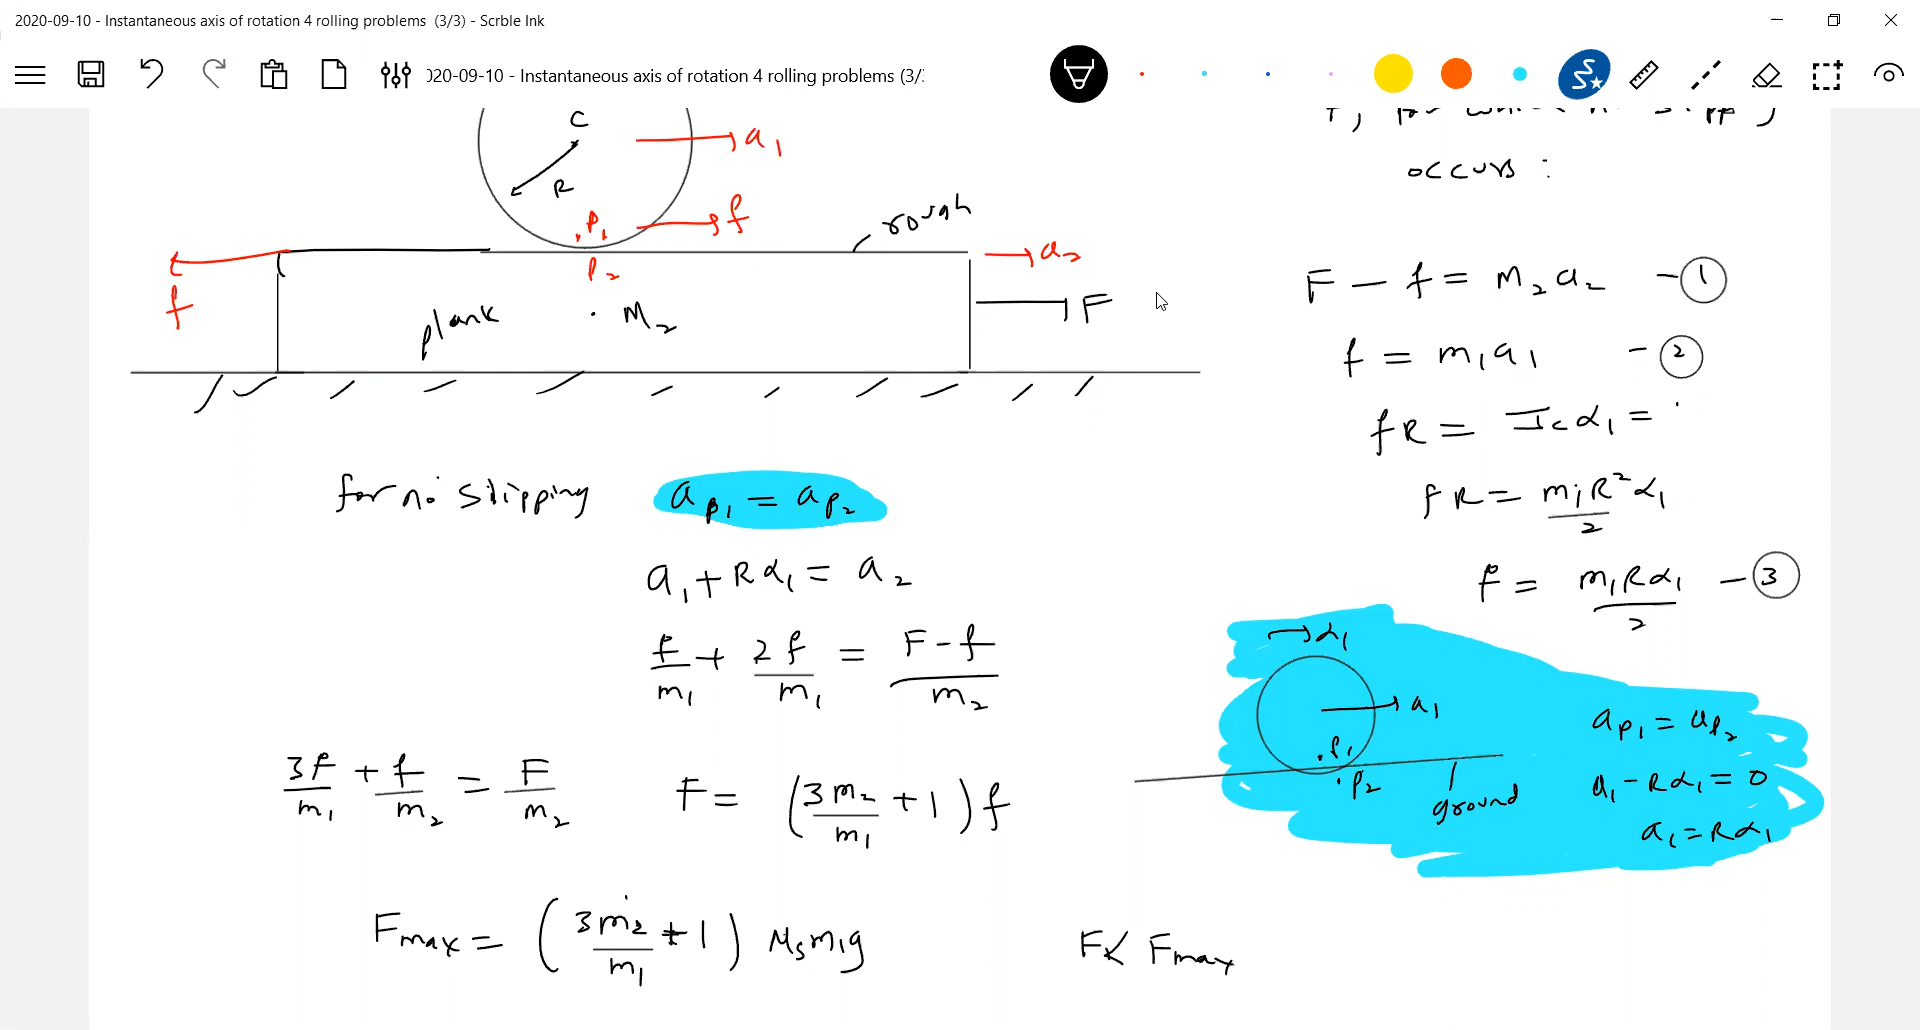 2020-09-10 - Instantaneous axis of rotation 4 rolling problems (3/3) - Scrble Ink
020-09-10 - Instantaneous axis of rotation 4 rolling problems (3/
occurs :
C
R
a₁
P₁
f
rough
a₂
P₂
f
plank
. M₂
F
F - f = m₂a₂ - ①
f = m₁a₁ - ②
fR = I꜀α₁ =
fR = m₁R²α₁/2
f = m₁Rα₁/2 - ③
for no slipping a_P₁ = a_P₂
a₁ + Rα₁ = a₂
f/m₁ + 2f/m₁ = F-f/m₂
3f/m₁ + f/m₂ = F/m₂
F = (3m₂/m₁ + 1) f
Fmax = (3m₂/m₁ + 1) μₛm₁g
F< Fmax
α₁
a₁
P₁
P₂
ground
a_P₁ = a_P₂
a₁ - Rα₁ = 0
a₁ = Rα₁